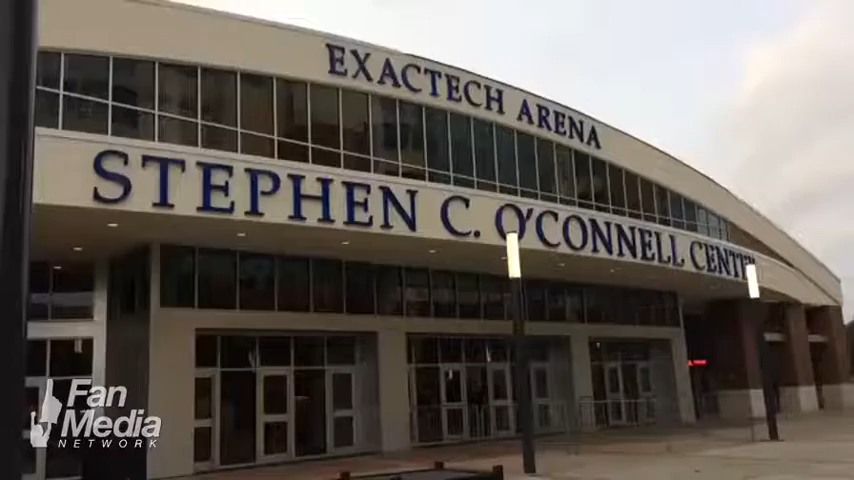 EXACTECH ARENA
STEPHEN C. O'CONNELL CENTER
Fan
Media
NETWORK